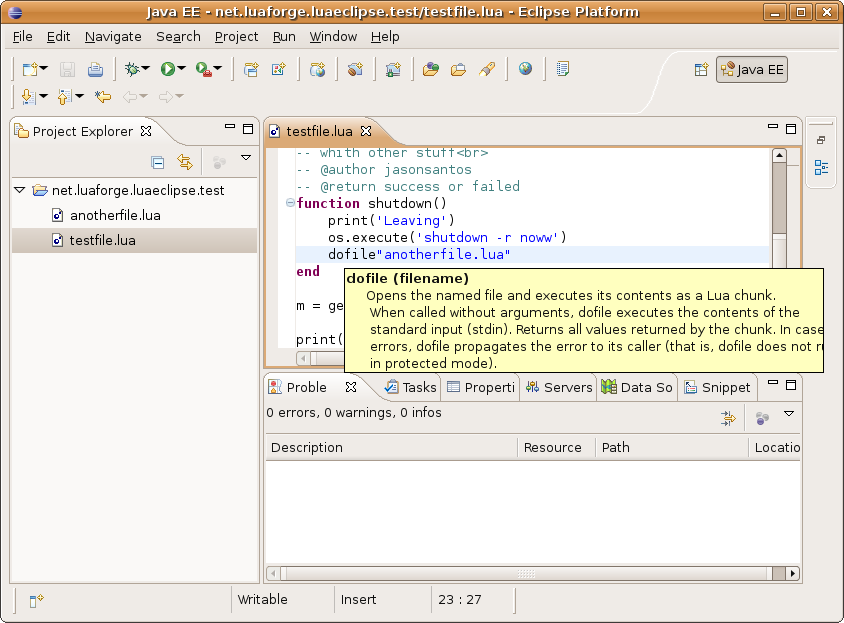 Java EE - net.luaforge.luaeclipse.test/testfile.lua - Eclipse Platform
File Edit Navigate Search Project Run Window Help
Java EE
Project Explorer
net.luaforge.luaeclipse.test
anotherfile.lua
testfile.lua
testfile.lua
-- whith other stuff<br>
-- @author jasonsantos
-- @return success or failed
function shutdown()
print('Leaving')
os.execute('shutdown -r noww')
dofile"anotherfile.lua"
end
m = ge
print(
dofile (filename)
Opens the named file and executes its contents as a Lua chunk.
When called without arguments, dofile executes the contents of the
standard input (stdin). Returns all values returned by the chunk. In case
errors, dofile propagates the error to its caller (that is, dofile does not ru
in protected mode).
Proble Tasks Properti Servers Data So Snippet
0 errors, 0 warnings, 0 infos
Description Resource Path Locatio
Writable Insert 23 : 27